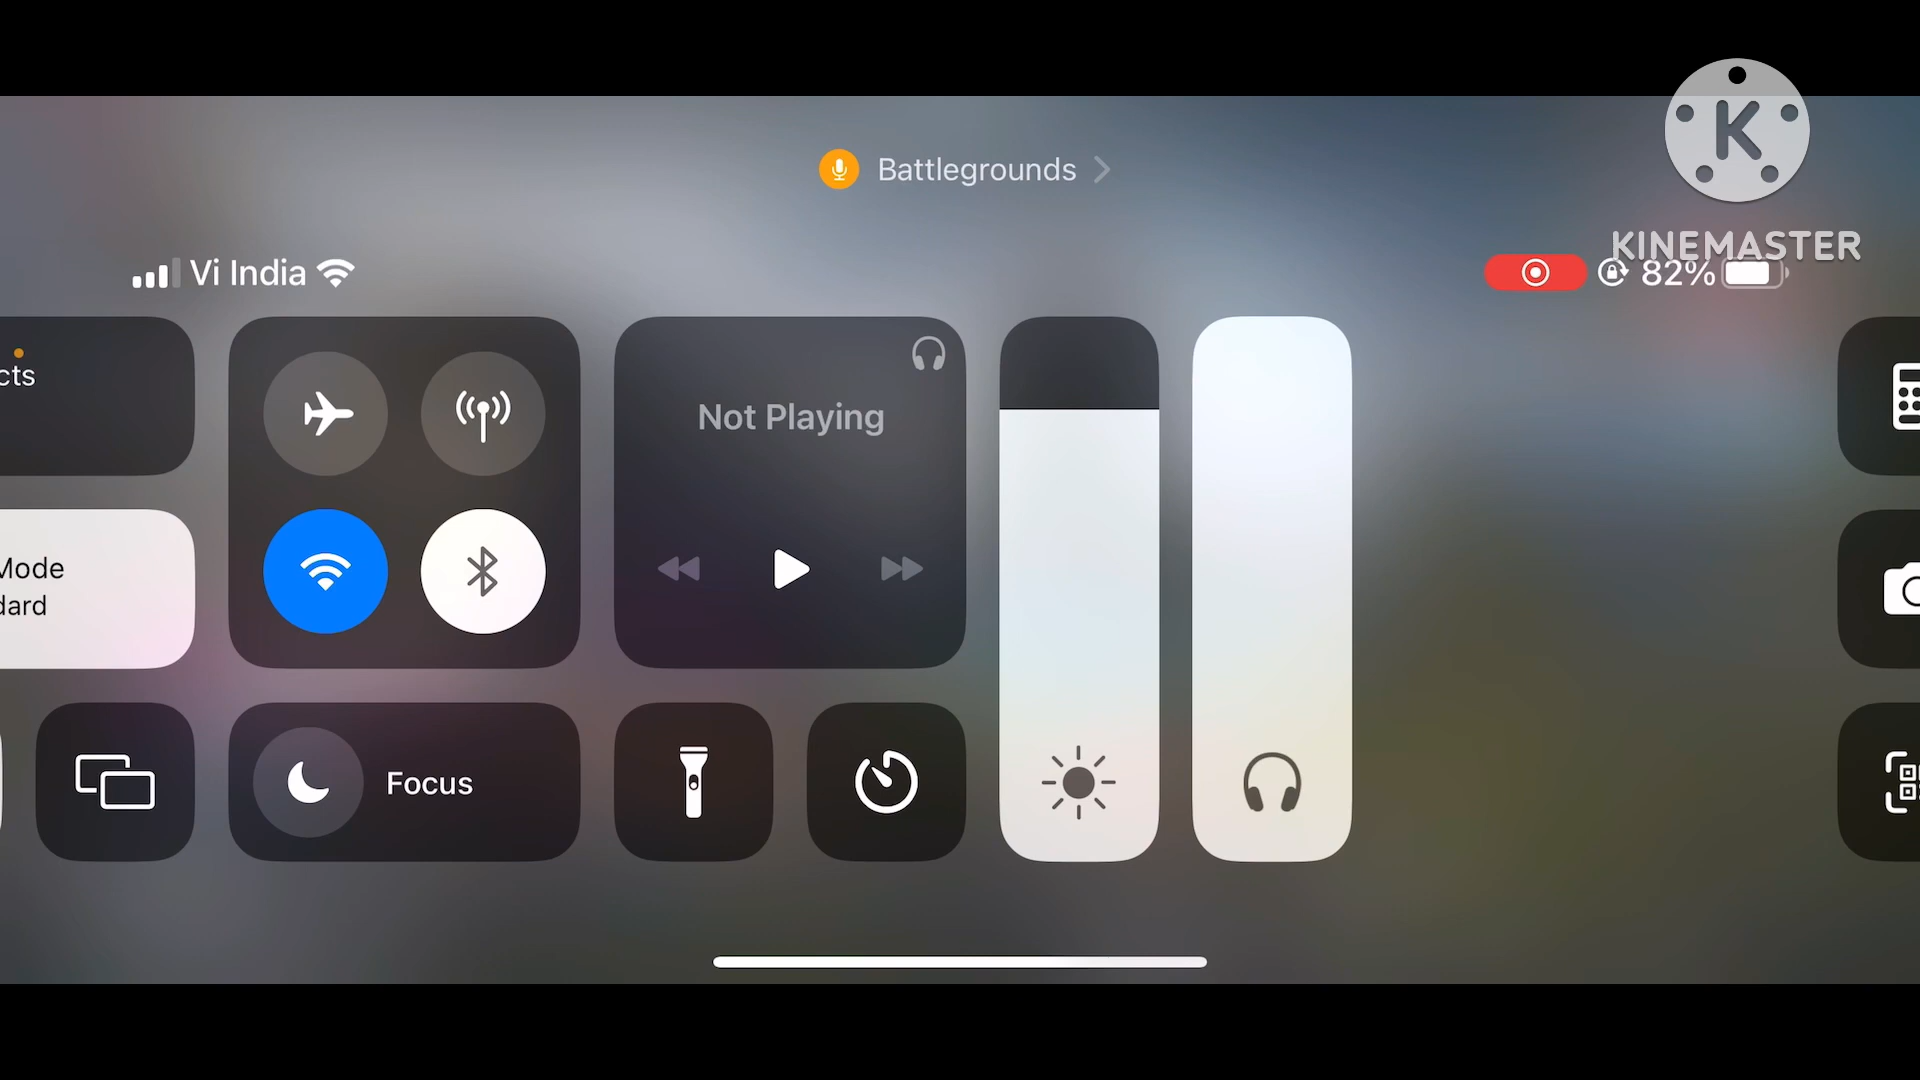 Battlegrounds
K
KINEMASTER
Vi India
82%
cts
Not Playing
Mode
dard
Focus